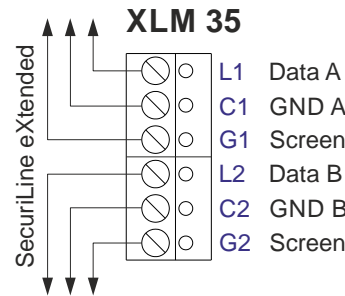 XLM 35
SecuriLine eXtended
L1 Data A
C1 GND A
G1 Screen
L2 Data B
C2 GND B
G2 Screen